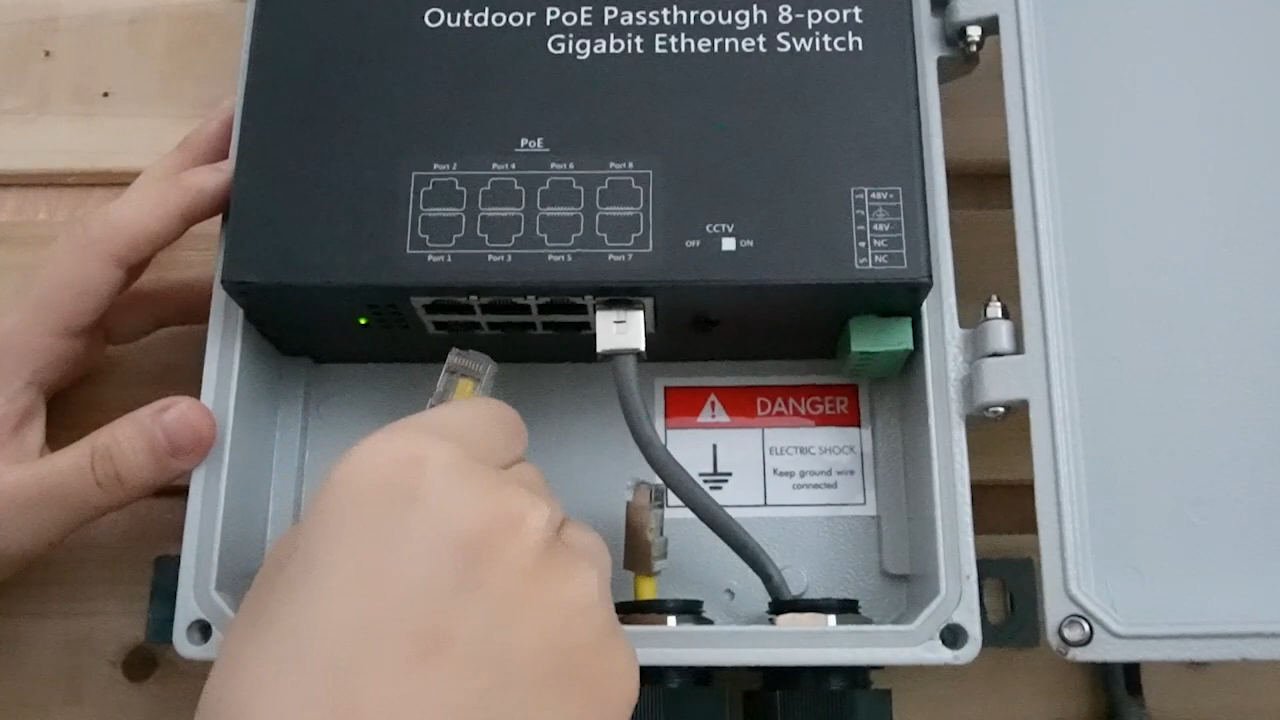 Outdoor PoE Passthrough 8-port
Gigabit Ethernet Switch
PoE
Port 2 Port 4 Port 6 Port 8
Port 1 Port 3 Port 5 Port 7
CCTV
OFF ON
1 48V+
2
3 48V-
4 NC
5 NC
DANGER
ELECTRIC SHOCK
Keep ground wire
connected